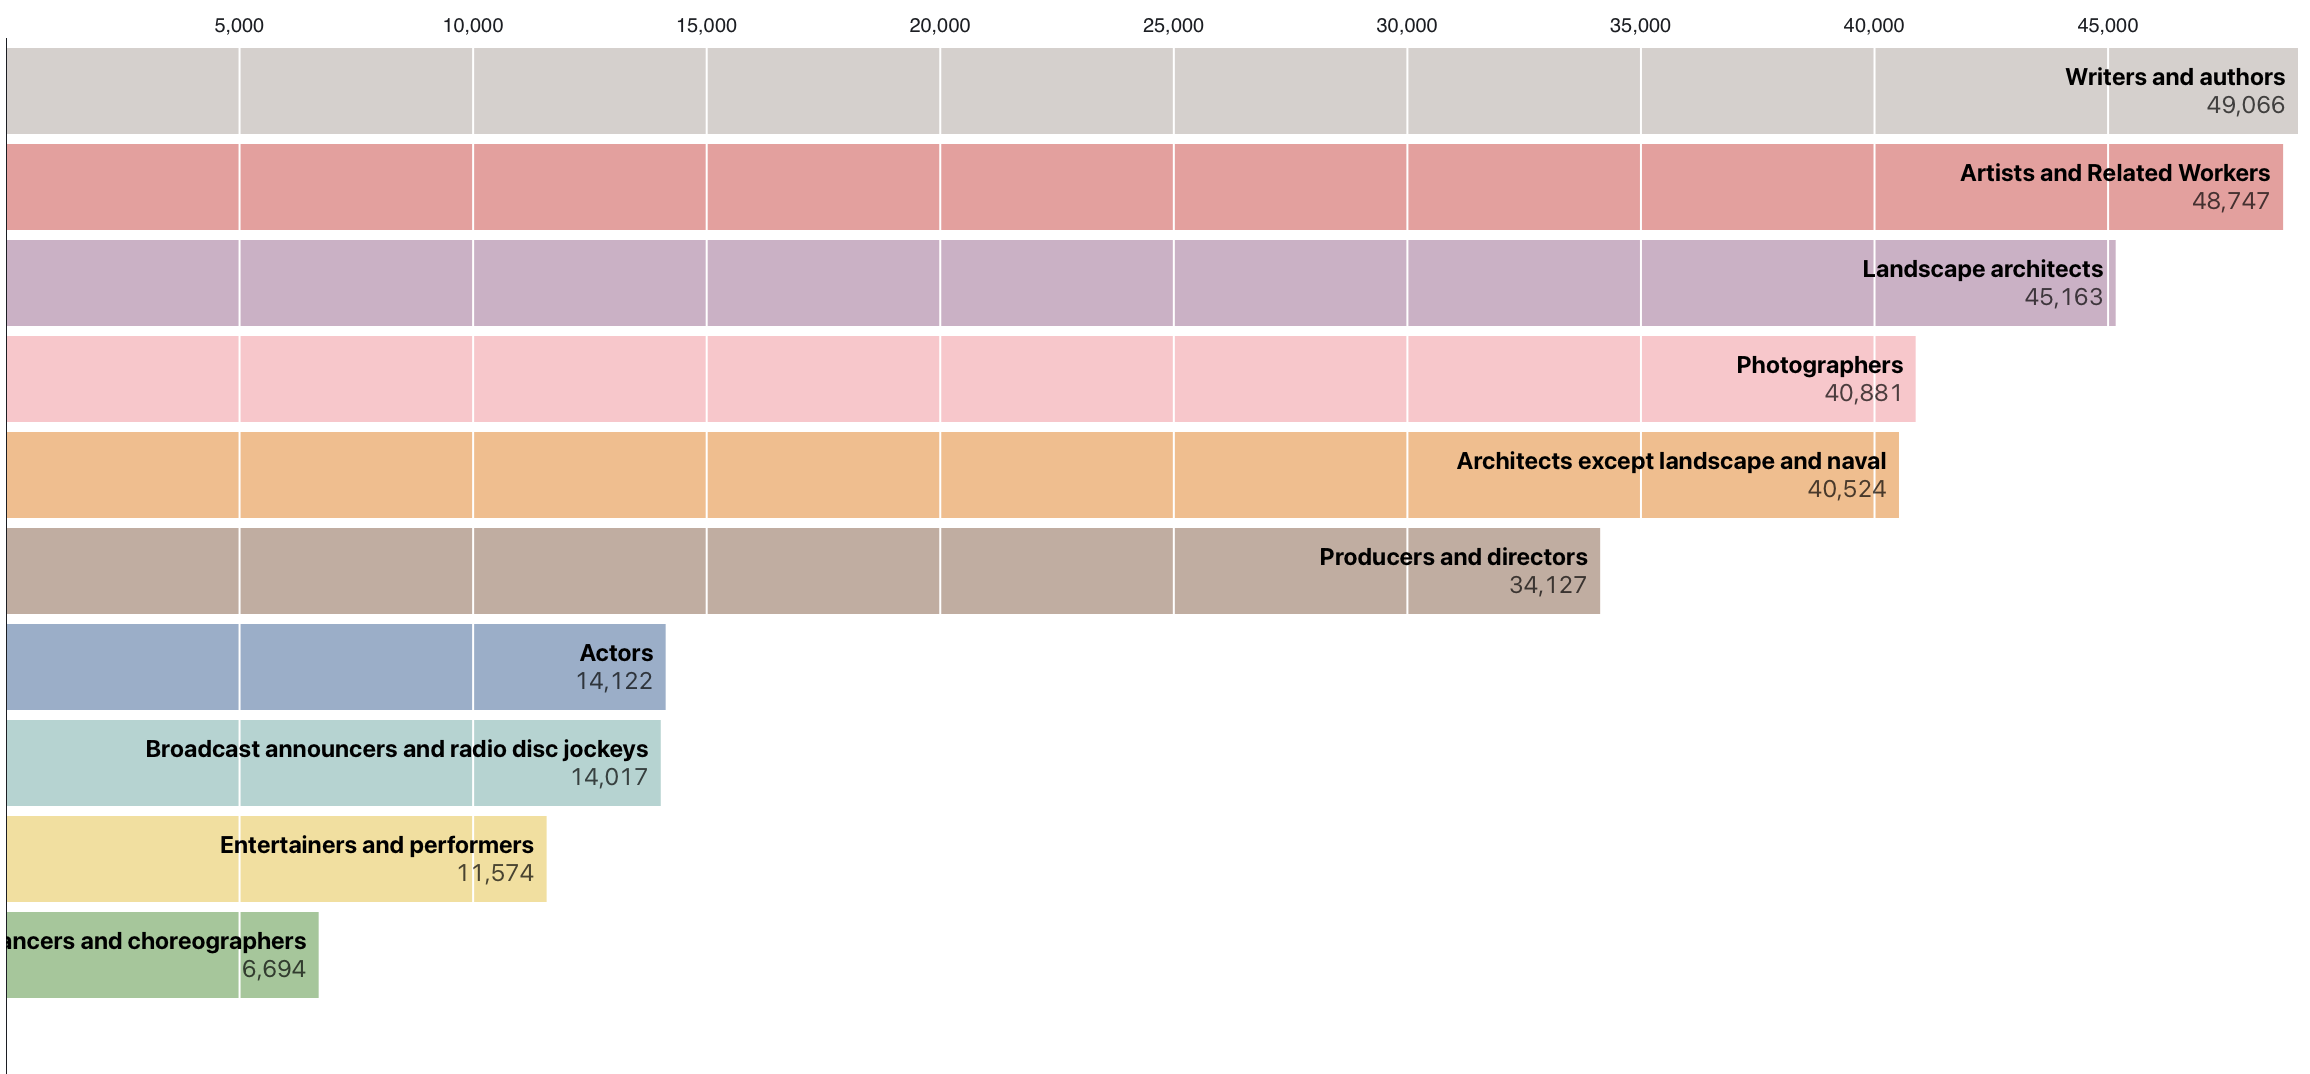 5,000 10,000 15,000 20,000 25,000 30,000 35,000 40,000 45,000
Writers and authors
49,066
Artists and Related Workers
48,747
Landscape architects
45,163
Photographers
40,881
Architects except landscape and naval
40,524
Producers and directors
34,127
Actors
14,122
Broadcast announcers and radio disc jockeys
14,017
Entertainers and performers
11,574
ancers and choreographers
6,694